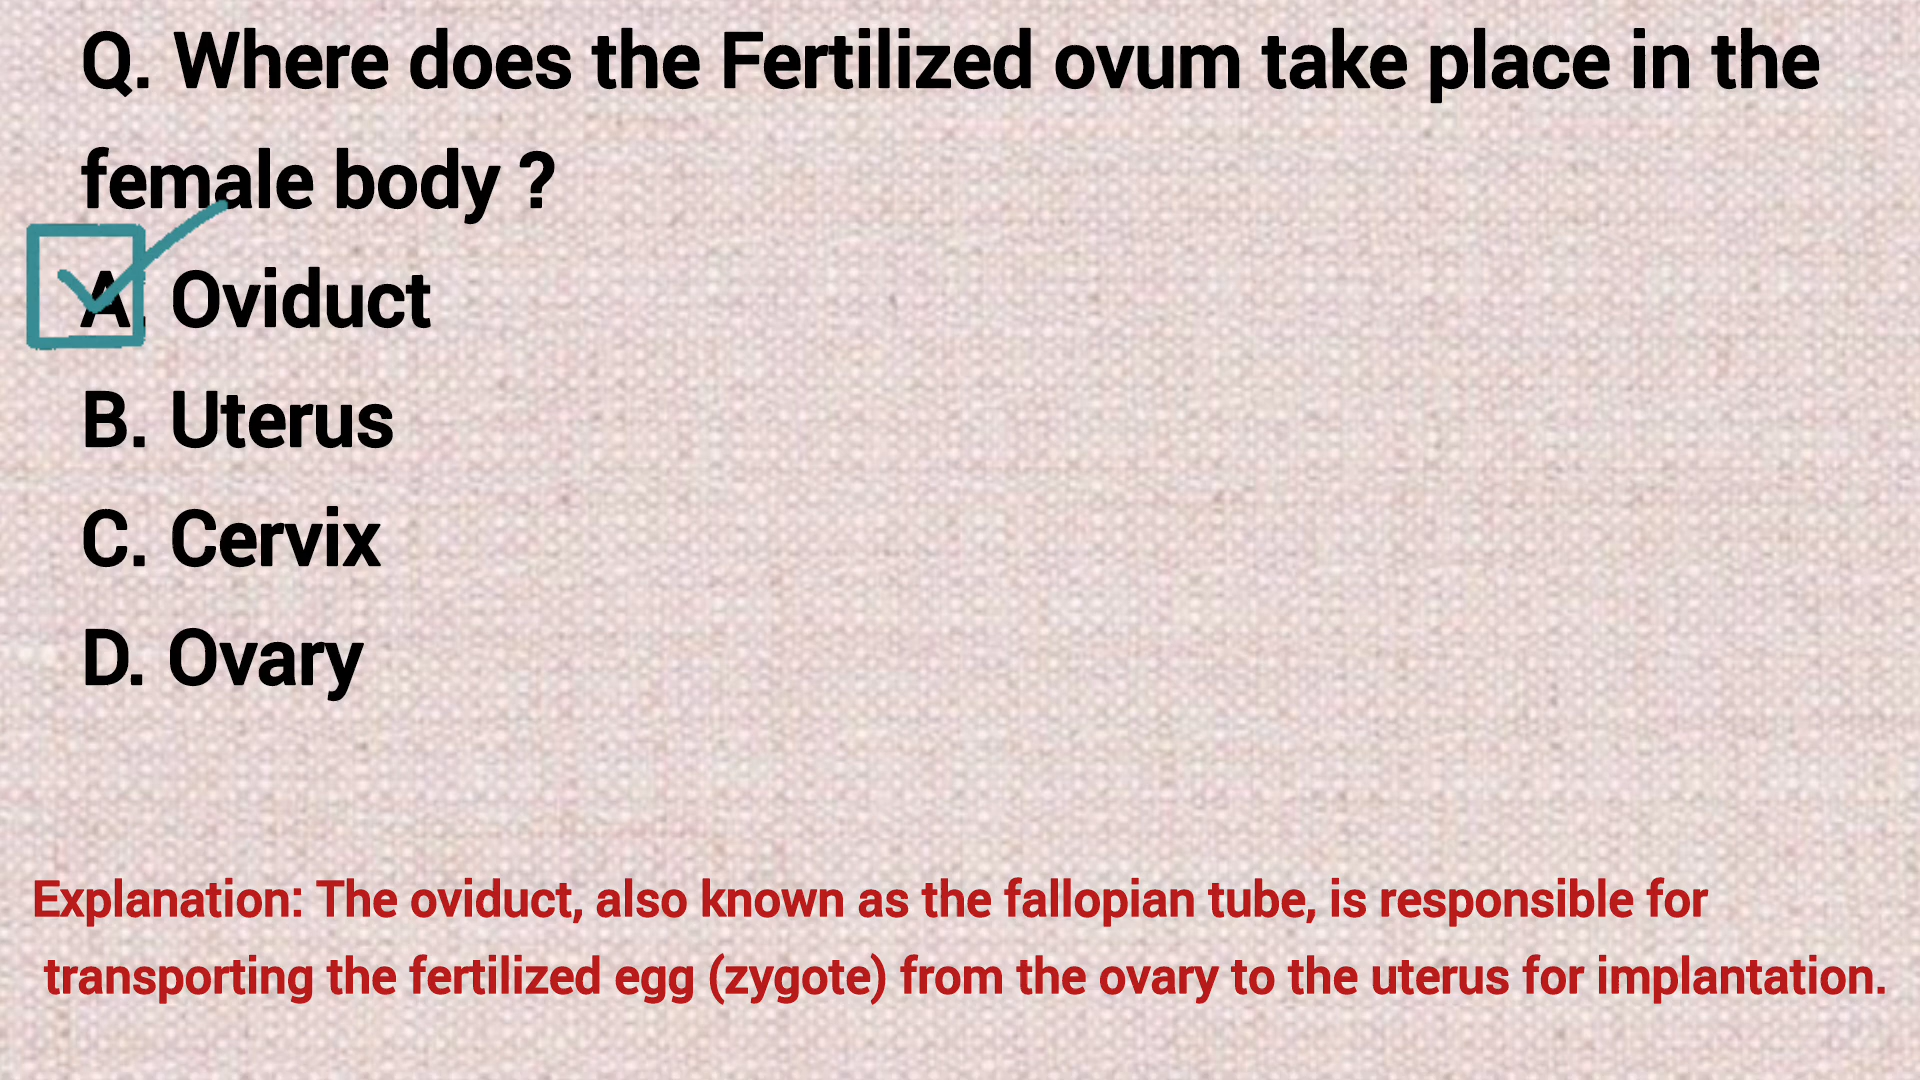 Q. Where does the Fertilized ovum take place in the
female body ?
A. Oviduct
B. Uterus
C. Cervix
D. Ovary
Explanation: The oviduct, also known as the fallopian tube, is responsible for
transporting the fertilized egg (zygote) from the ovary to the uterus for implantation.